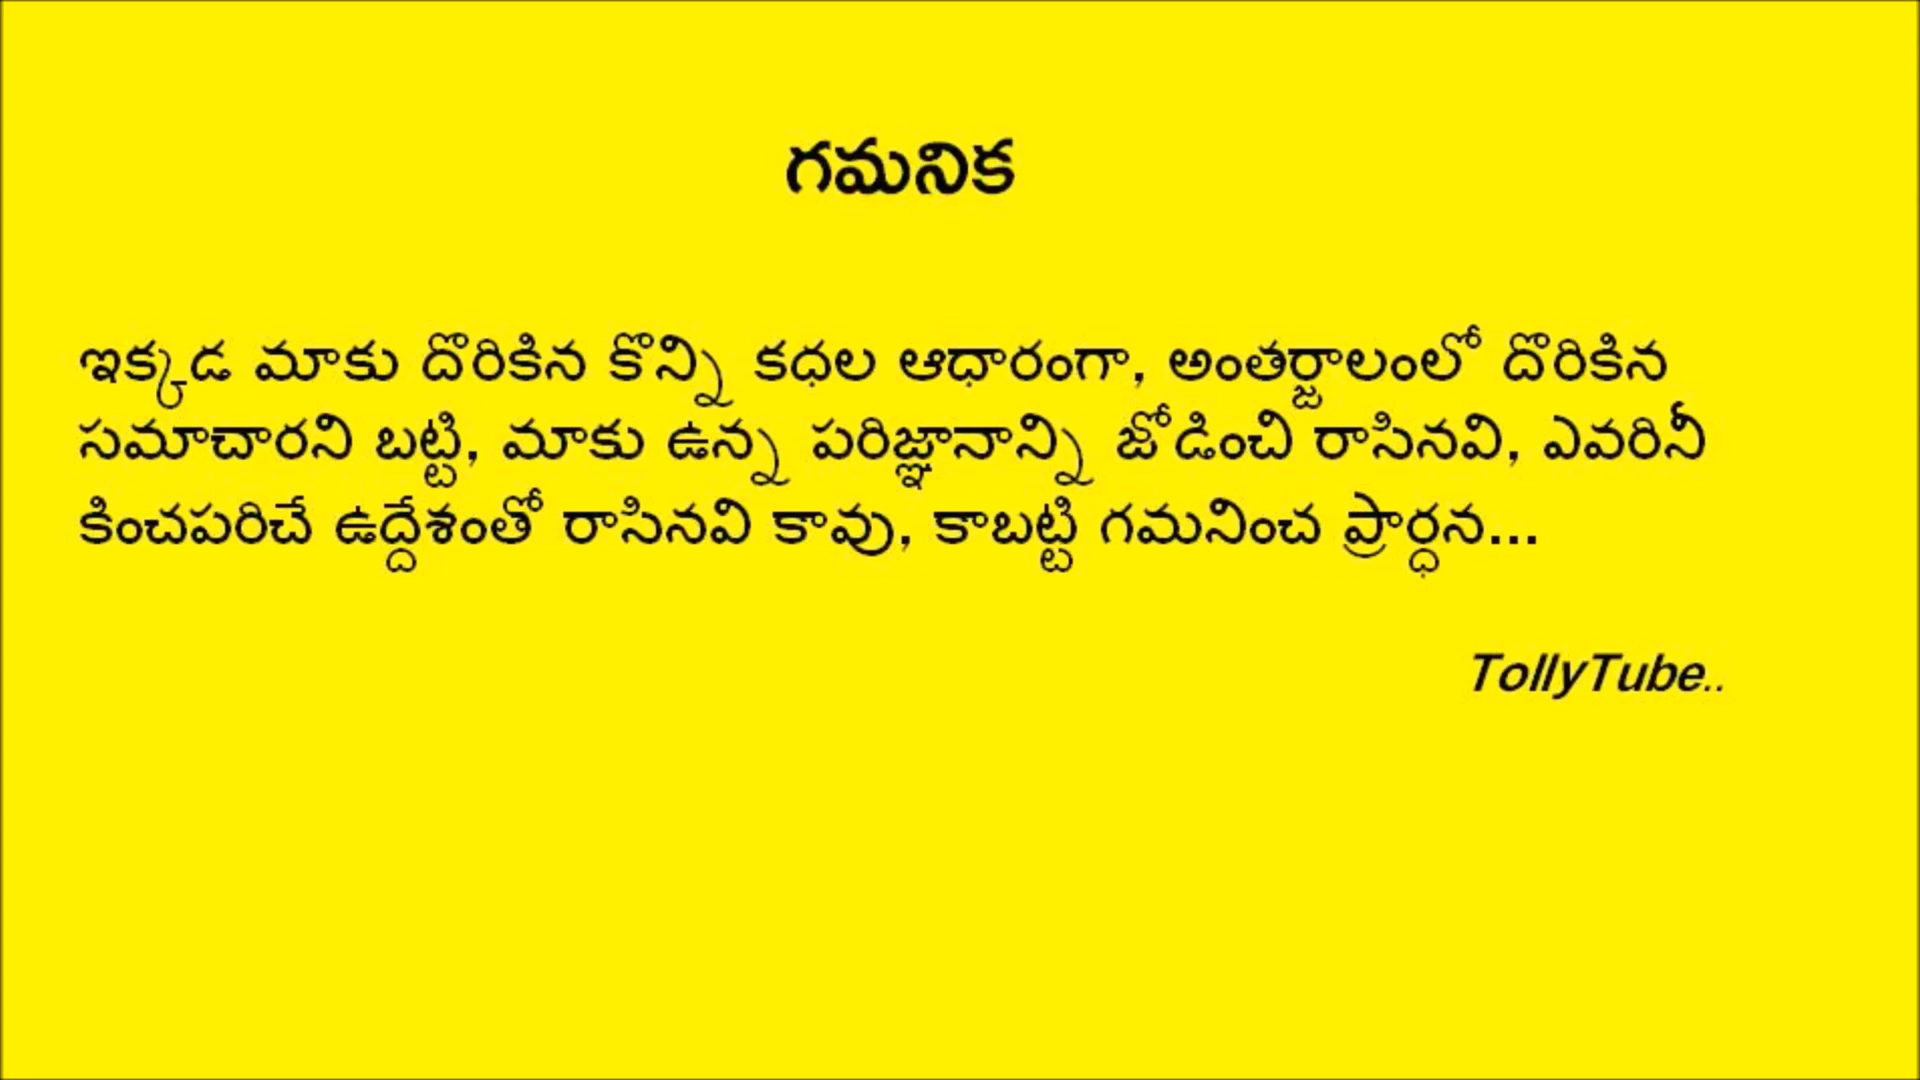 గమనిక
ఇక్కడ మాకు దొరికిన కొన్ని కధల ఆధారంగా, అంతర్జాలంలో దొరికిన
సమాచారని బట్టి, మాకు ఉన్న పరిజ్ఞానాన్ని జోడించి రాసినవి, ఎవరినీ
కించపరిచే ఉద్దేశంతో రాసినవి కావు, కాబట్టి గమనించ ప్రార్ధన...
TollyTube..